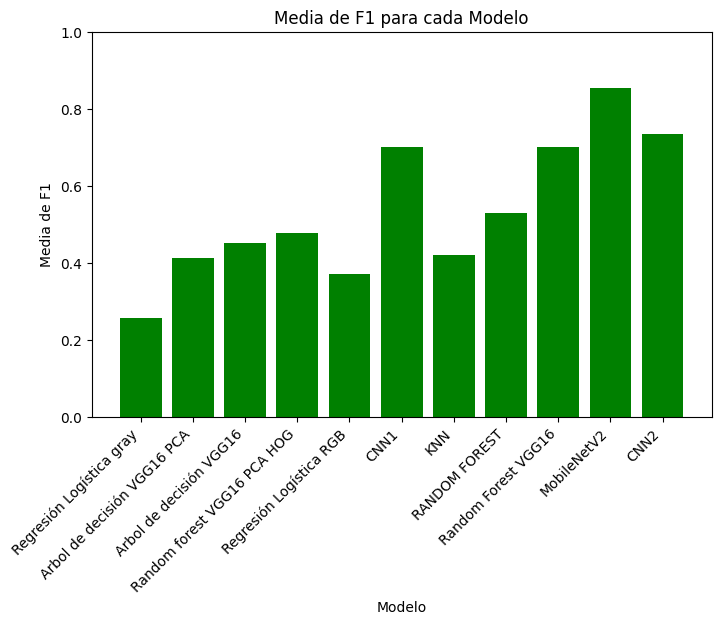 Media de F1 para cada Modelo
Media de F1
1.0
0.8
0.6
0.4
0.2
0.0
Regresión Logística gray
Arbol de decisión VGG16 PCA
Arbol de decisión VGG16
Random forest VGG16 PCA HOG
Regresión Logística RGB
CNN1
KNN
RANDOM FOREST
Random Forest VGG16
MobileNetV2
CNN2
Modelo